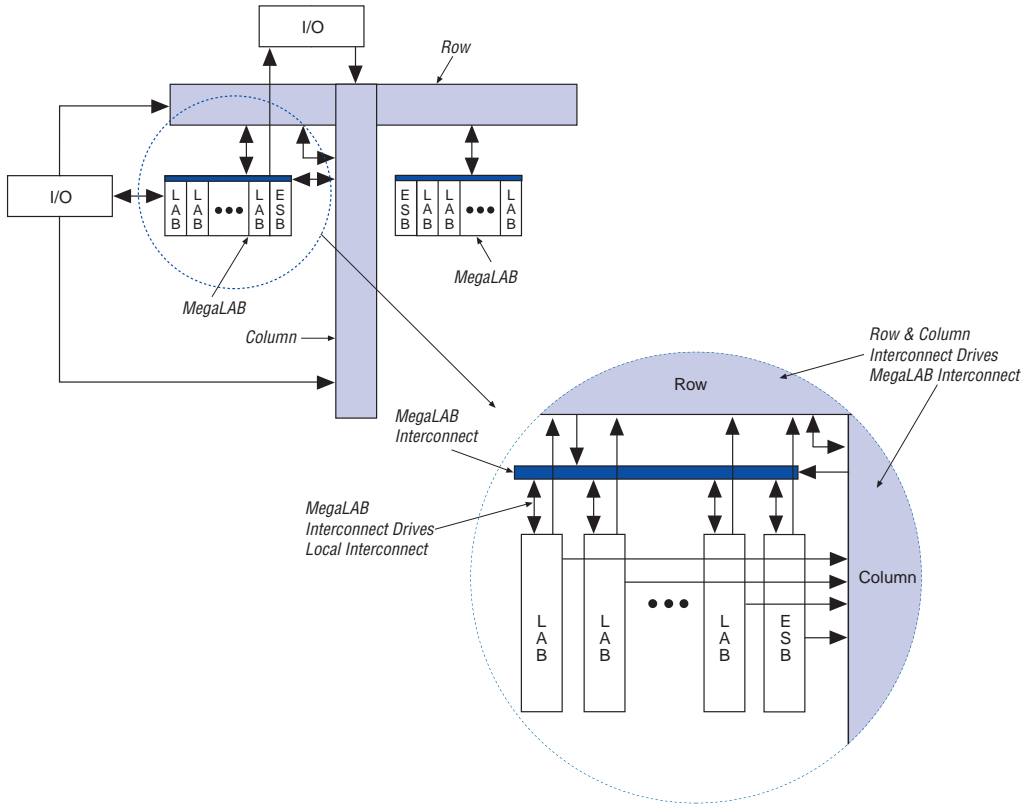 I/O
Row
I/O
L
A
B
L
A
B
L
A
B
E
S
B
E
S
B
L
A
B
L
A
B
L
A
B
MegaLAB
MegaLAB
Column
Row & Column
Interconnect Drives
MegaLAB Interconnect
Row
MegaLAB
Interconnect
MegaLAB
Interconnect Drives
Local Interconnect
Column
L
A
B
L
A
B
L
A
B
E
S
B